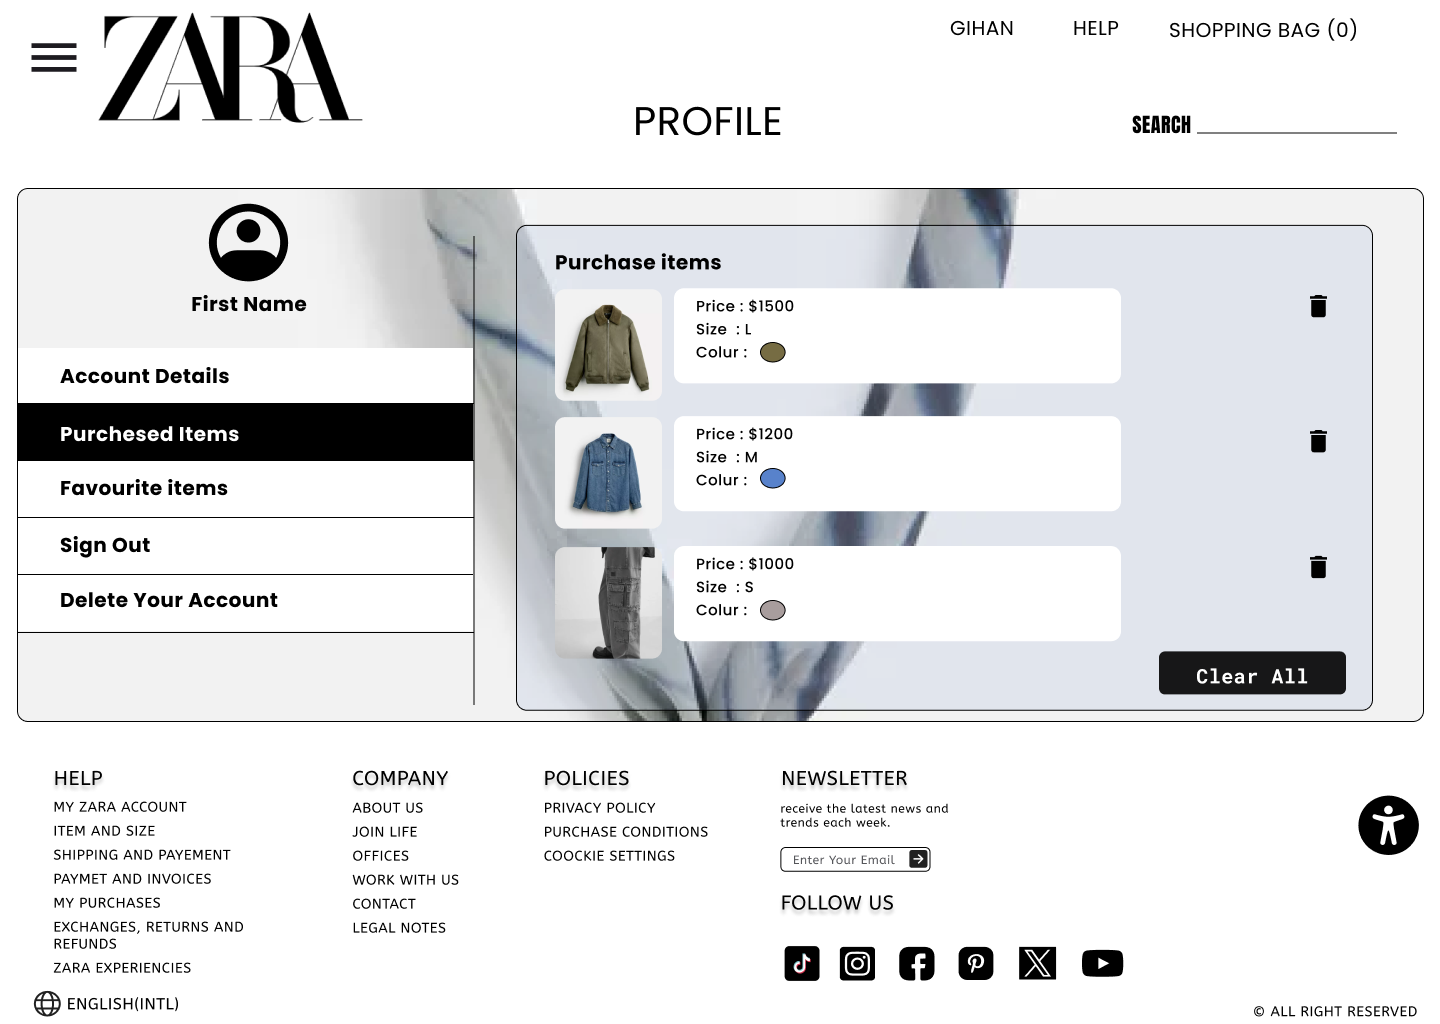 ZARA
GIHAN
HELP
SHOPPING BAG (0)
PROFILE
SEARCH
First Name
Account Details
Purchesed Items
Favourite items
Sign Out
Delete Your Account
Purchase items
Price : $1500
Size : L
Colur :
Price : $1200
Size : M
Colur :
Price : $1000
Size : S
Colur :
Clear All
HELP
MY ZARA ACCOUNT
ITEM AND SIZE
SHIPPING AND PAYEMENT
PAYMET AND INVOICES
MY PURCHASES
EXCHANGES, RETURNS AND
REFUNDS
ZARA EXPERIENCIES
ENGLISH(INTL)
COMPANY
ABOUT US
JOIN LIFE
OFFICES
WORK WITH US
CONTACT
LEGAL NOTES
POLICIES
PRIVACY POLICY
PURCHASE CONDITIONS
COOCKIE SETTINGS
NEWSLETTER
receive the latest news and
trends each week.
Enter Your Email
FOLLOW US
© ALL RIGHT RESERVED